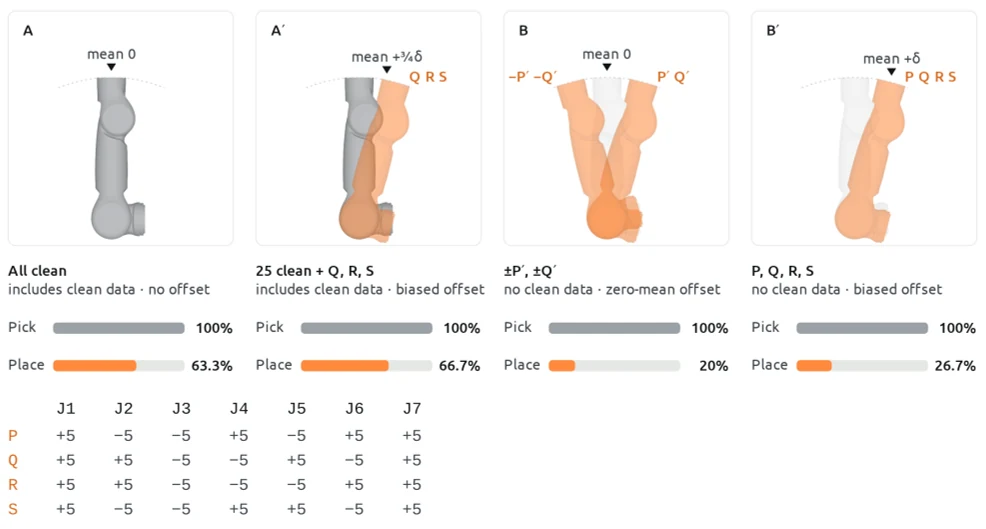 A
mean 0
All clean
includes clean data · no offset
Pick 100%
Place 63.3%
A′
mean +¾δ
Q R S
25 clean + Q, R, S
includes clean data · biased offset
Pick 100%
Place 66.7%
B
mean 0
−P′ −Q′ P′ Q′
±P′, ±Q′
no clean data · zero-mean offset
Pick 100%
Place 20%
B′
mean +δ
P Q R S
P, Q, R, S
no clean data · biased offset
Pick 100%
Place 26.7%
J1 J2 J3 J4 J5 J6 J7
P +5 −5 −5 +5 −5 +5 +5
Q +5 +5 −5 −5 +5 −5 +5
R +5 +5 −5 −5 −5 +5 +5
S +5 −5 −5 +5 +5 −5 +5